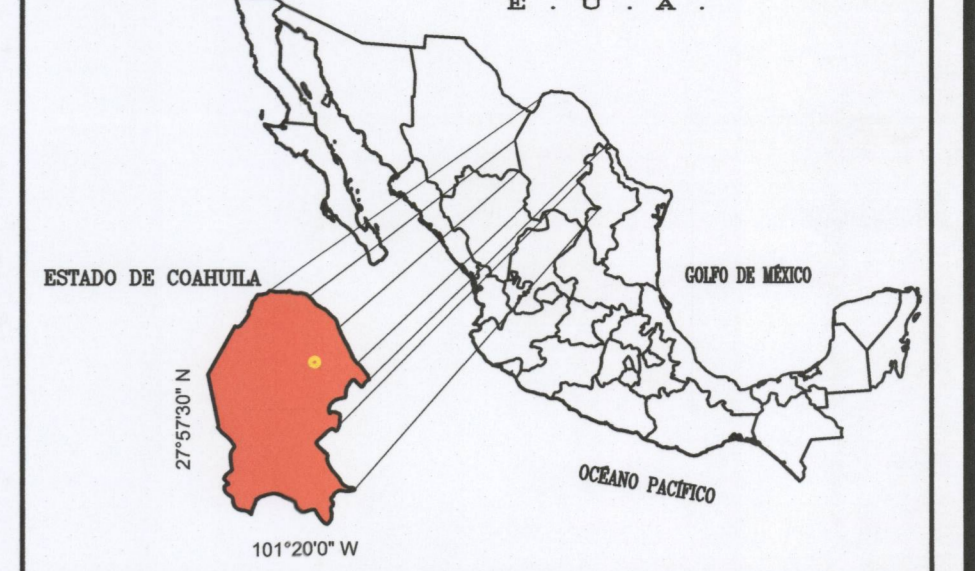 E . U . A .
ESTADO DE COAHUILA
GOLFO DE MÉXICO
27°57'30" N
OCÉANO PACÍFICO
101°20'0" W